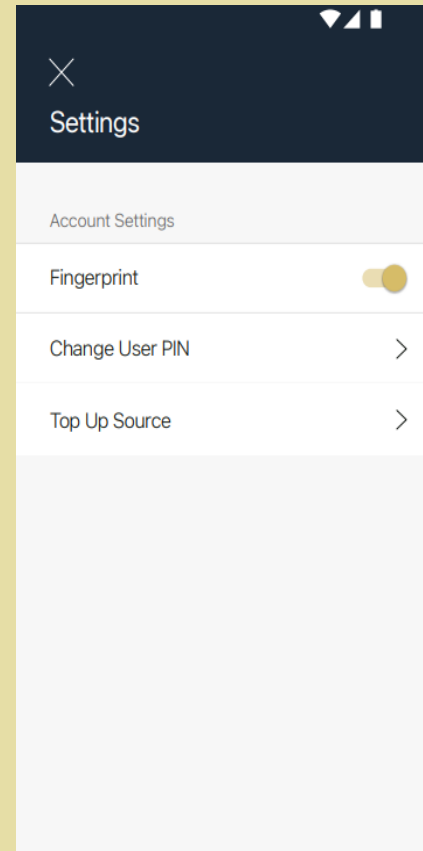 Settings
Account Settings
Fingerprint
Change User PIN
Top Up Source